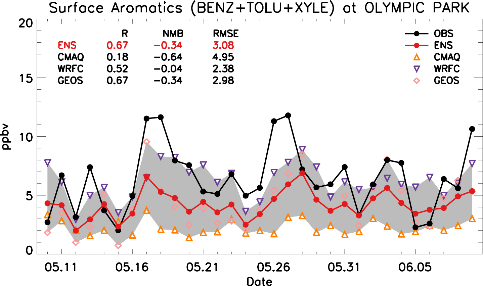 Surface Aromatics (BENZ+TOLU+XYLE) at OLYMPIC PARK
R NMB RMSE
ENS 0.67 -0.34 3.08
CMAQ 0.18 -0.64 4.95
WRFC 0.52 -0.04 2.38
GEOS 0.67 -0.34 2.98
OBS
ENS
CMAQ
WRFC
GEOS
20
15
10
5
0
ppbv
05.11 05.16 05.21 05.26 05.31 06.05
Date